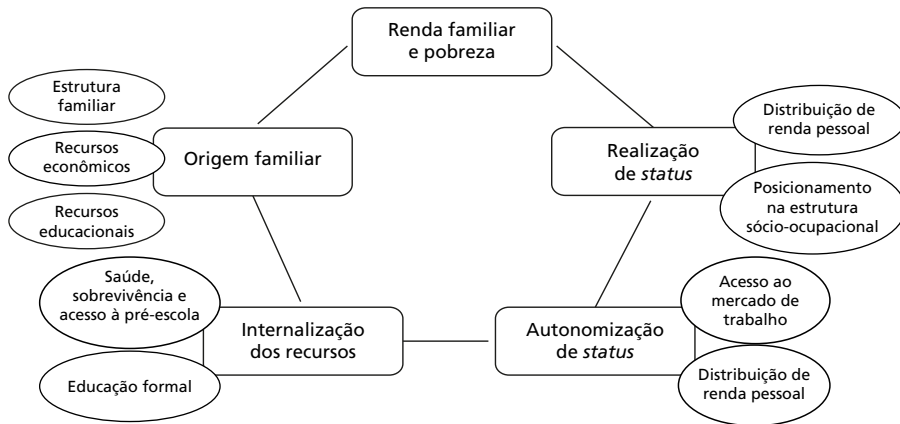 Renda familiar
e pobreza
Estrutura
familiar
Recursos
econômicos
Recursos
educacionais
Origem familiar
Realização
de status
Distribuição de
renda pessoal
Posicionamento
na estrutura
sócio-ocupacional
Saúde,
sobrevivência e
acesso à pré-escola
Educação formal
Internalização
dos recursos
Autonomização
de status
Acesso ao
mercado de
trabalho
Distribuição de
renda pessoal